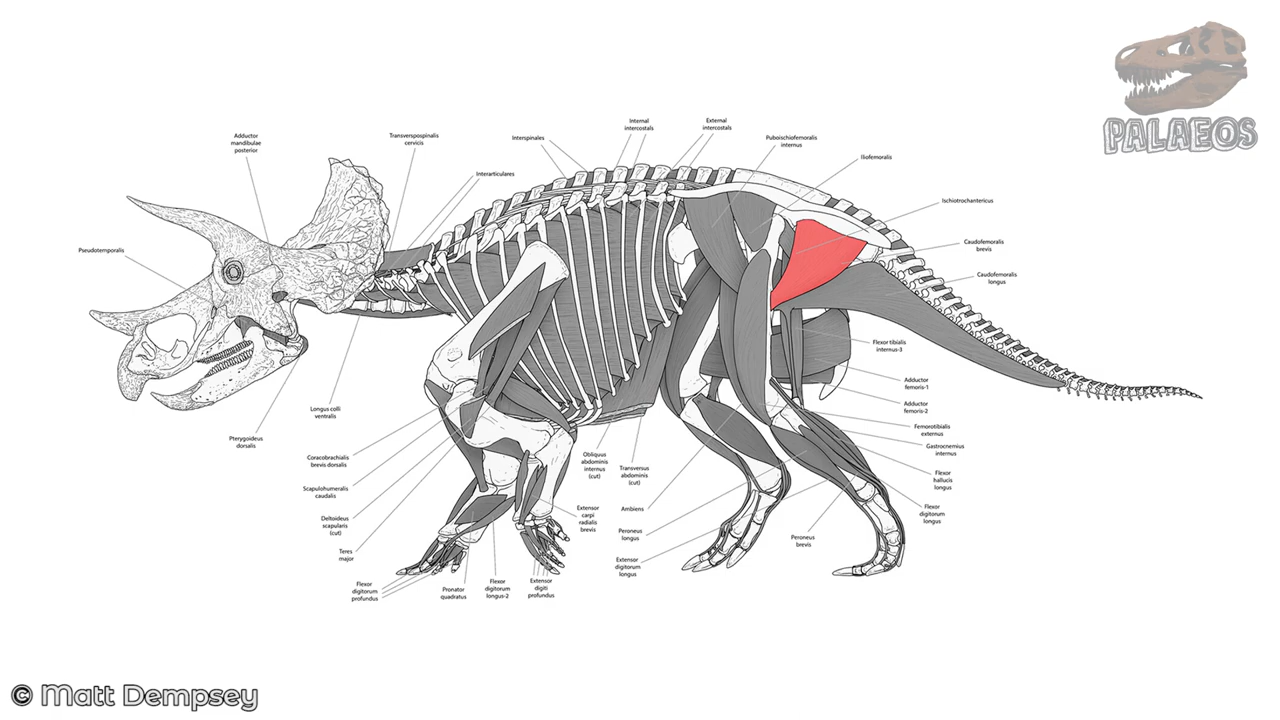 PALAEOS
Internal
intercostals
External
intercostals
Adductor
mandibulae
posterior
Transverspospinalis
cervicis
Interspinales
Puboischiofemoralis
internus
Iliofemoralis
Interarticulares
Ischiotrochantericus
Pseudotemporalis
Caudofemoralis
brevis
Caudofemoralis
longus
Flexor tibialis
internus-3
Adductor
femoris-1
Adductor
femoris-2
Longus colli
ventralis
Femorotibialis
externus
Pterygoideus
dorsalis
Gastrocnemius
internus
Coracobrachialis
brevis dorsalis
Obliquus
abdominis
internus
(cut)
Transversus
abdominis
(cut)
Flexor
hallucis
longus
Scapulohumeralis
caudalis
Ambiens
Flexor
digitorum
longus
Deltoideus
scapularis
(cut)
Extensor
carpi
radialis
brevis
Peroneus
longus
Peroneus
brevis
Teres
major
Extensor
digitorum
longus
Flexor
digitorum
profundus
Pronator
quadratus
Flexor
digitorum
longus-2
Extensor
digiti
profundus
© Matt Dempsey